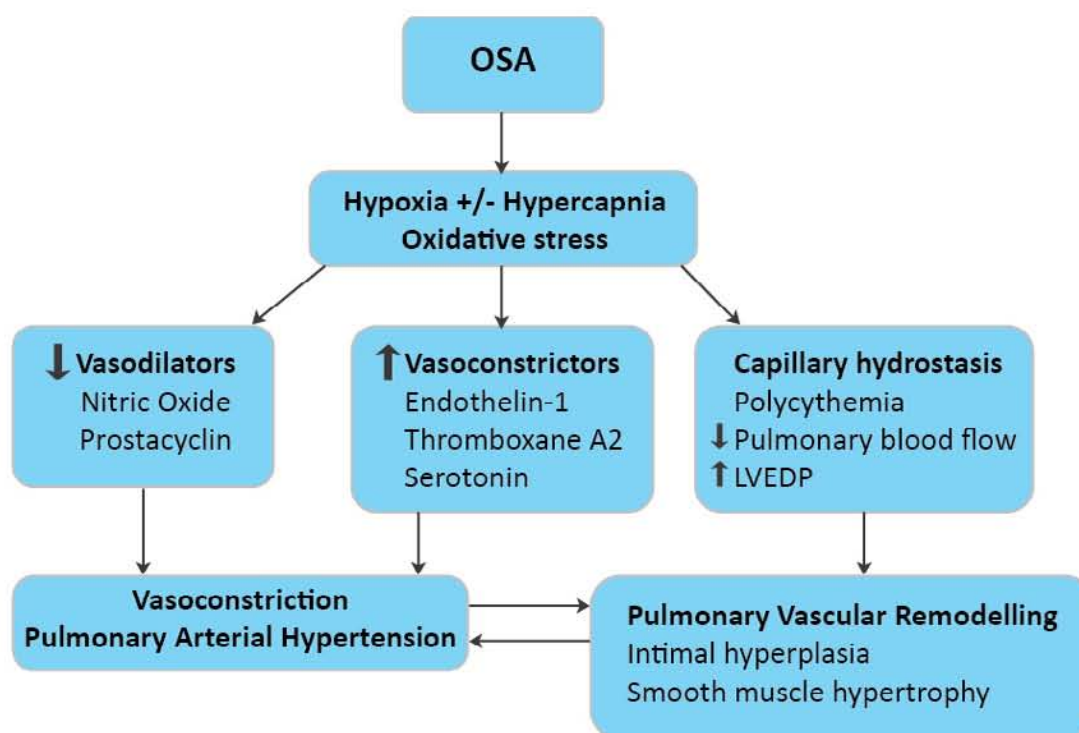 OSA
Hypoxia +/- Hypercapnia
Oxidative stress
↓ Vasodilators
Nitric Oxide
Prostacyclin
↑ Vasoconstrictors
Endothelin-1
Thromboxane A2
Serotonin
Capillary hydrostasis
Polycythemia
↓ Pulmonary blood flow
↑ LVEDP
Vasoconstriction
Pulmonary Arterial Hypertension
Pulmonary Vascular Remodelling
Intimal hyperplasia
Smooth muscle hypertrophy